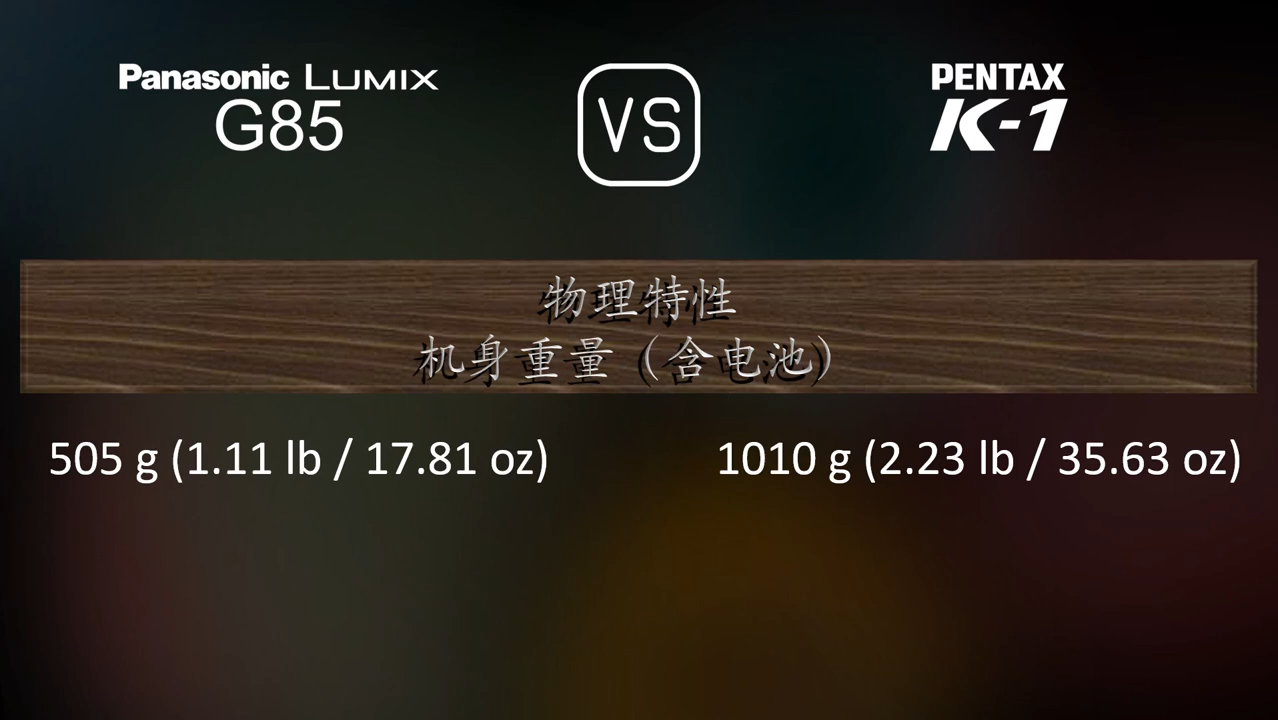 Panasonic LUMIX
G85
VS
PENTAX
K-1
物理特性
机身重量（含电池）
505 g (1.11 lb / 17.81 oz)
1010 g (2.23 lb / 35.63 oz)